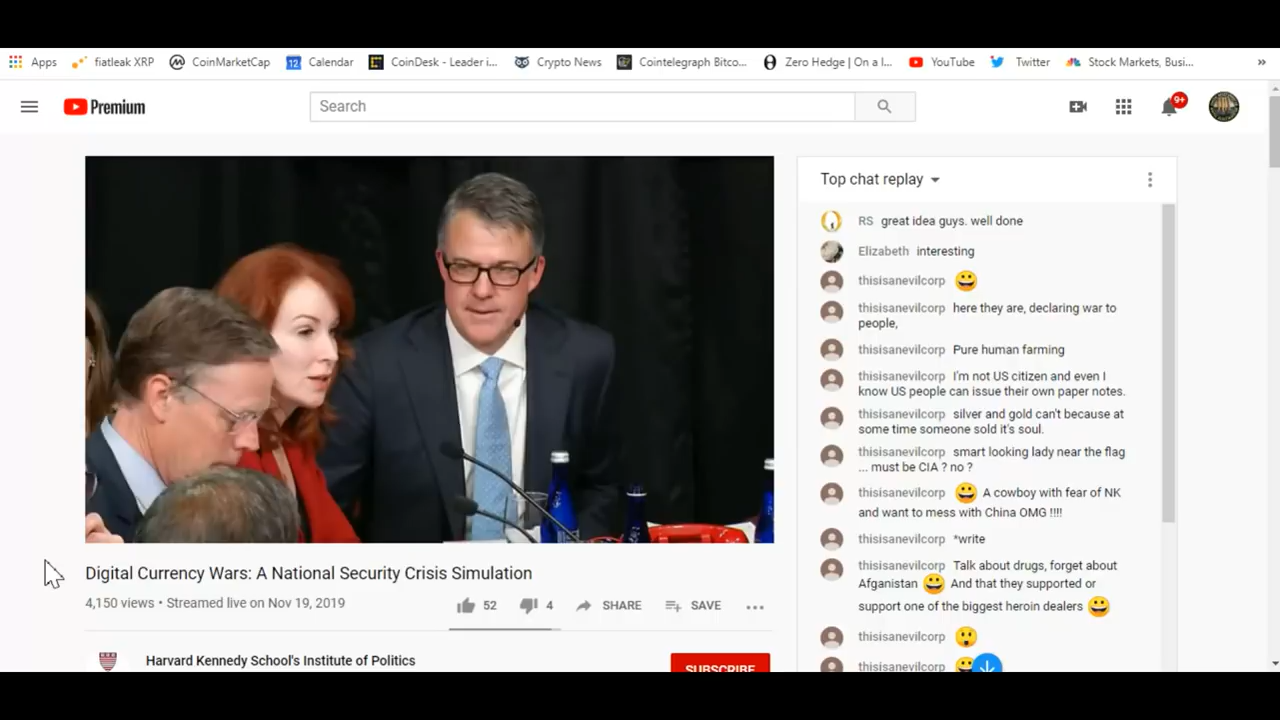 Apps fiatleak XRP CoinMarketCap 12 Calendar CoinDesk - Leader i... Crypto News Cointelegraph Bitco... Zero Hedge | On a l... YouTube Twitter Stock Markets, Busi... »
Premium Search 9+
Top chat replay
RS great idea guys. well done
Elizabeth interesting
thisisanevilcorp 😀
thisisanevilcorp here they are, declaring war to
people,
thisisanevilcorp Pure human farming
thisisanevilcorp I'm not US citizen and even I
know US people can issue their own paper notes.
thisisanevilcorp silver and gold can't because at
some time someone sold it's soul.
thisisanevilcorp smart looking lady near the flag
... must be CIA ? no ?
thisisanevilcorp 😀 A cowboy with fear of NK
and want to mess with China OMG !!!!
thisisanevilcorp *write
thisisanevilcorp Talk about drugs, forget about
Afganistan 😀 And that they supported or
support one of the biggest heroin dealers 😀
thisisanevilcorp 😲
thisisanevilcorp 😀
Digital Currency Wars: A National Security Crisis Simulation
4,150 views • Streamed live on Nov 19, 2019 52 4 SHARE SAVE ...
Harvard Kennedy School's Institute of Politics
SUBSCRIBE